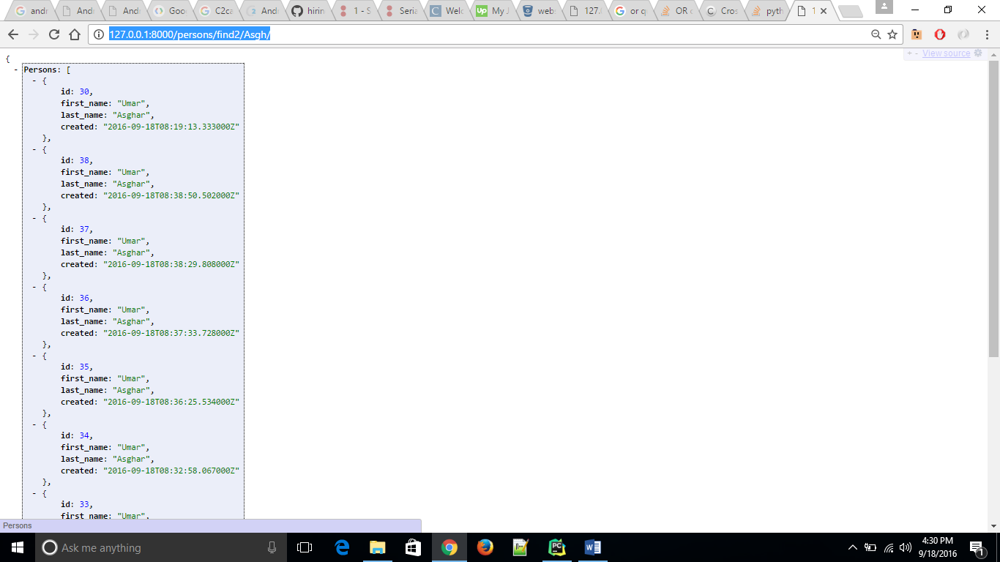 andr
Andr
Andr
Goog
C2ca
Andr
hirin
1 - S
Seria
Welc
My J
webs
127.0
or qu
OR o
Cros
pyth
1
127.0.0.1:8000/persons/find2/Asgh/
+ - View source
{
- Persons: [
- {
id: 30,
first_name: "Umar",
last_name: "Asghar",
created: "2016-09-18T08:19:13.333000Z"
},
- {
id: 38,
first_name: "Umar",
last_name: "Asghar",
created: "2016-09-18T08:38:50.502000Z"
},
- {
id: 37,
first_name: "Umar",
last_name: "Asghar",
created: "2016-09-18T08:38:29.808000Z"
},
- {
id: 36,
first_name: "Umar",
last_name: "Asghar",
created: "2016-09-18T08:37:33.728000Z"
},
- {
id: 35,
first_name: "Umar",
last_name: "Asghar",
created: "2016-09-18T08:36:25.534000Z"
},
- {
id: 34,
first_name: "Umar",
last_name: "Asghar",
created: "2016-09-18T08:32:58.067000Z"
},
- {
id: 33,
first_name: "Umar",
Persons
Ask me anything
4:30 PM
9/18/2016
1